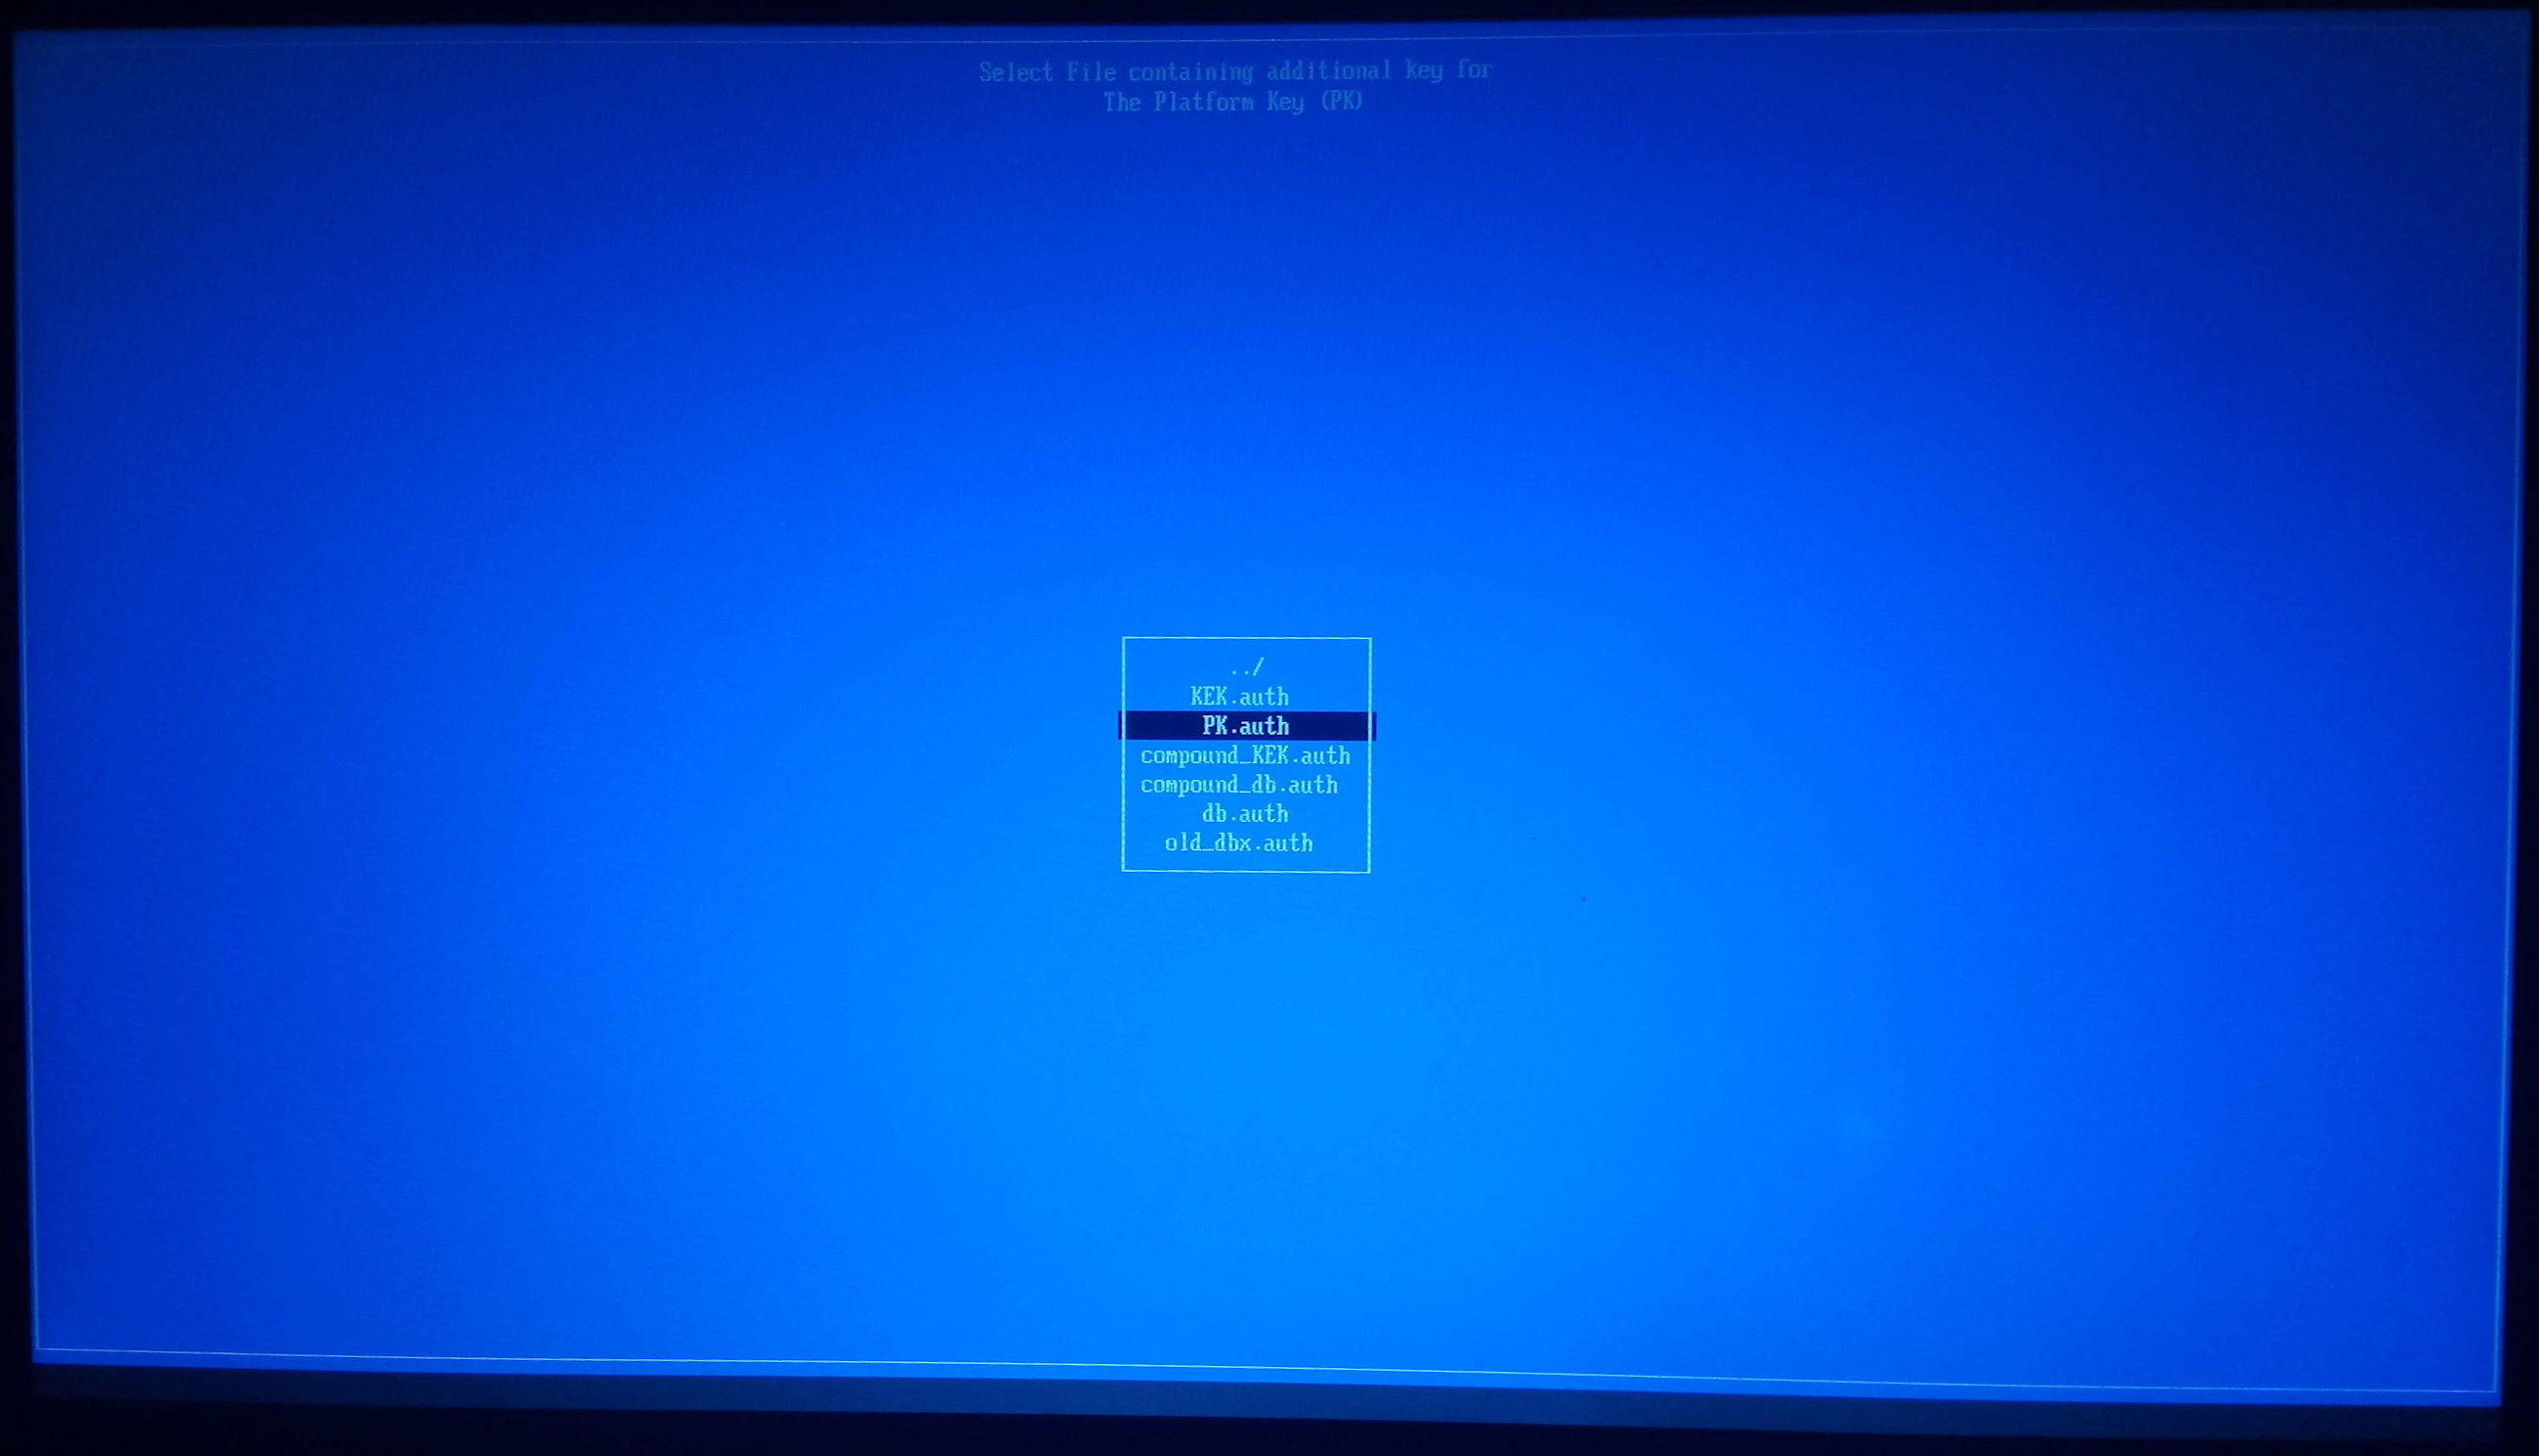 Select File containing additional key for
The Platform Key (PK)
../
KEK.auth
PK.auth
compound_KEK.auth
compound_db.auth
db.auth
old_dbx.auth